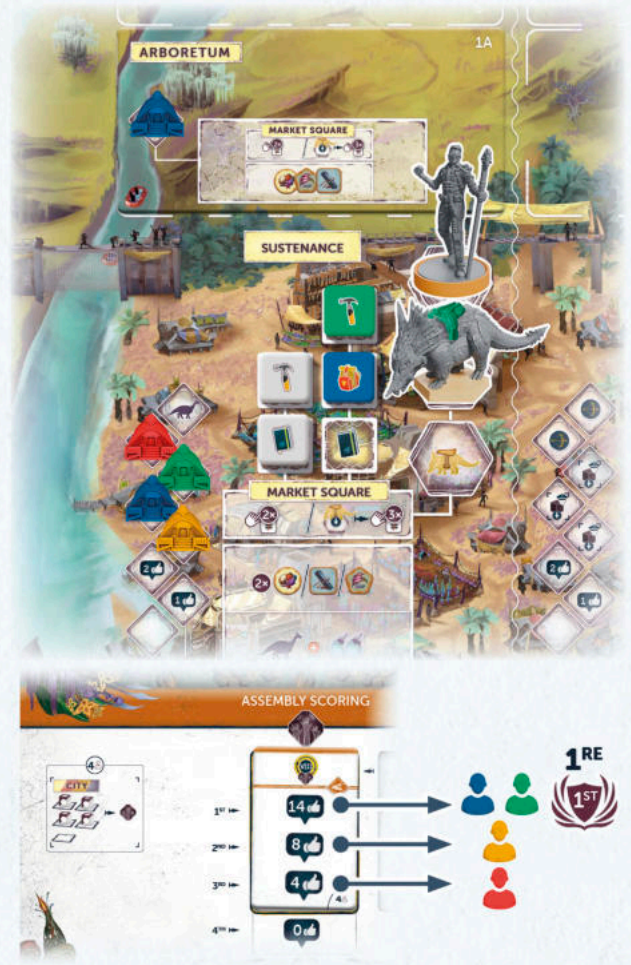 ARBORETUM
1A
MARKET SQUARE
/
SUSTENANCE
MARKET SQUARE
2x / 3x
2x / /
2
1
2
1
ASSEMBLY SCORING
4
CITY
1ST 14
2ND 8
3RD 4
4
4TH 0
1RE
1ST